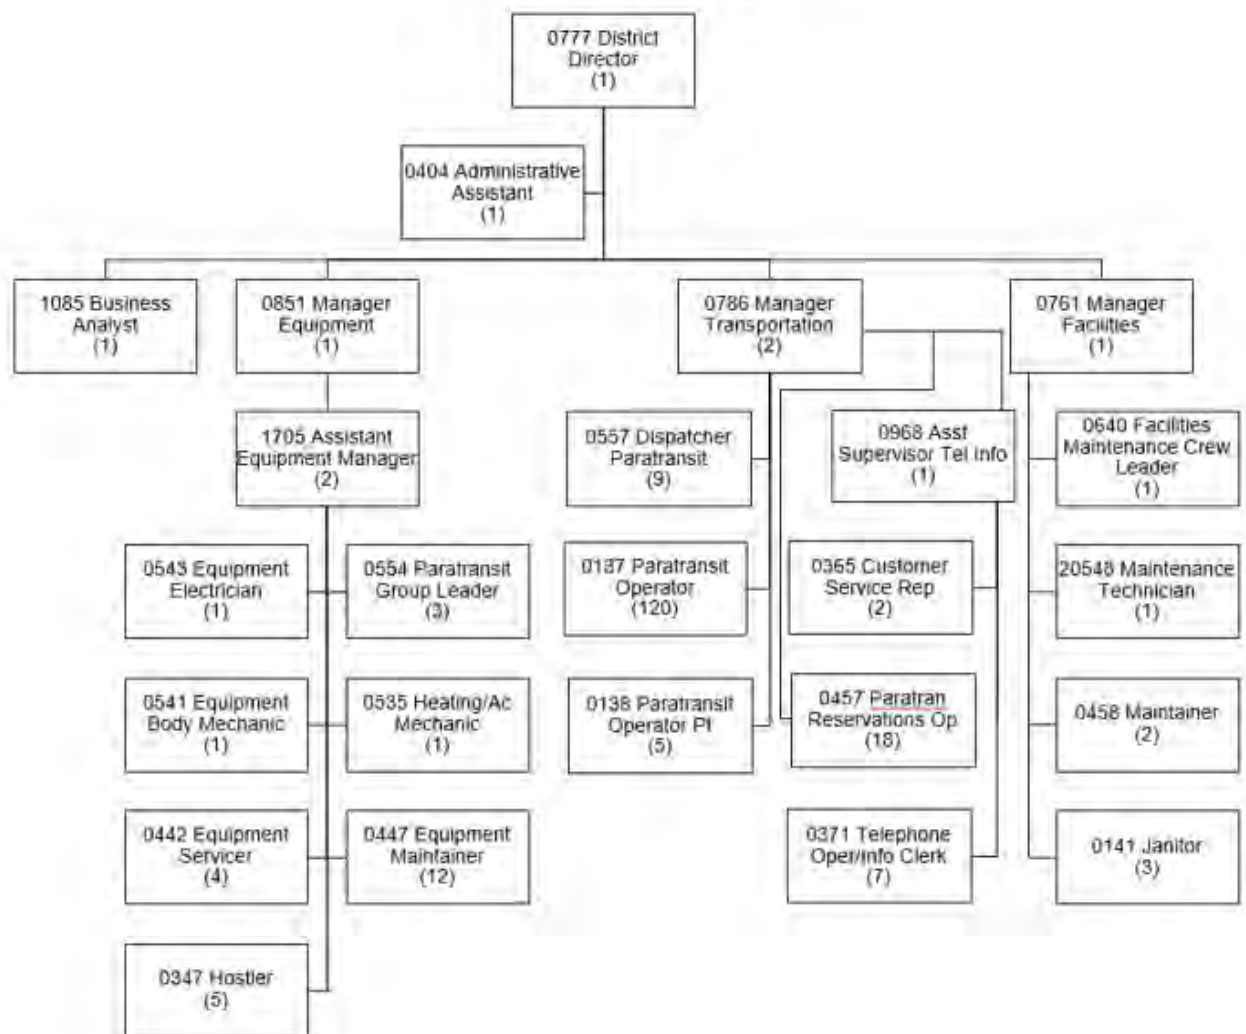 0777 District
Director
(1)
0404 Administrative
Assistant
(1)
1085 Business
Analyst
(1)
0851 Manager
Equipment
(1)
0786 Manager
Transportation
(2)
0761 Manager
Facilities
(1)
1705 Assistant
Equipment Manager
(2)
0557 Dispatcher
Paratransit
(9)
0968 Asst
Supervisor Tel Info
(1)
0640 Facilities
Maintenance Crew
Leader
(1)
0543 Equipment
Electrician
(1)
0554 Paratransit
Group Leader
(3)
0137 Paratransit
Operator
(120)
0365 Customer
Service Rep
(2)
20548 Maintenance
Technician
(1)
0541 Equipment
Body Mechanic
(1)
0535 Heating/Ac
Mechanic
(1)
0138 Paratransit
Operator Pt
(5)
0457 Paratran
Reservations Op
(18)
0458 Maintainer
(2)
0442 Equipment
Servicer
(4)
0447 Equipment
Maintainer
(12)
0371 Telephone
Oper/Info Clerk
(7)
0141 Janitor
(3)
0347 Hostler
(5)